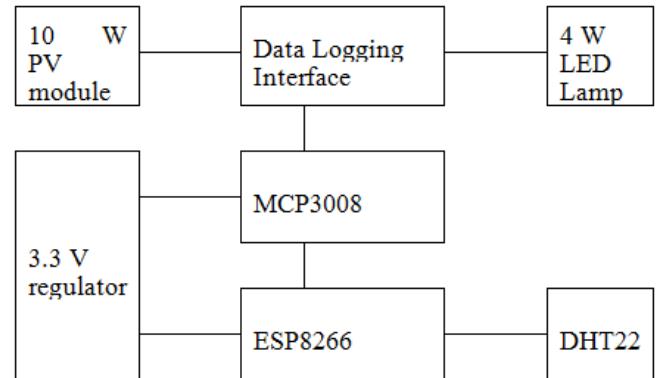 10 W
PV
module
Data Logging
Interface
4 W
LED
Lamp
MCP3008
3.3 V
regulator
ESP8266
DHT22